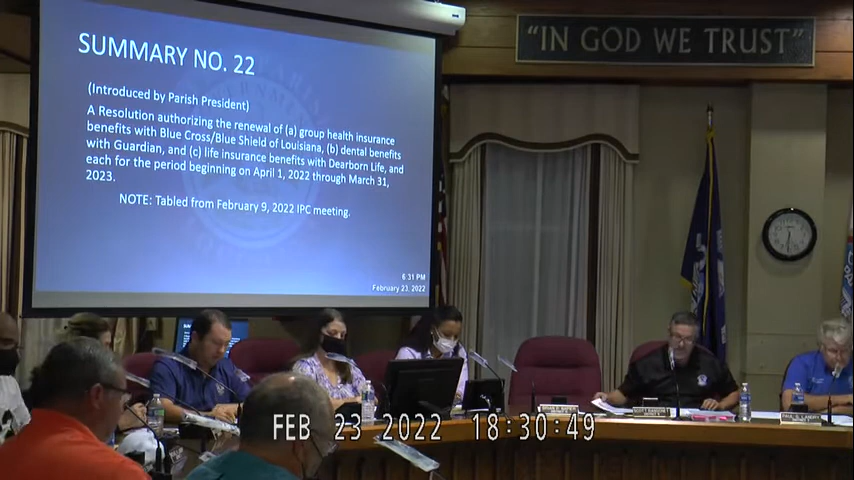 "IN GOD WE TRUST"
SUMMARY NO. 22
(Introduced by Parish President)
A Resolution authorizing the renewal of (a) group health insurance
benefits with Blue Cross/Blue Shield of Louisiana, (b) dental benefits
with Guardian, and (c) life insurance benefits with Dearborn Life, and
each for the period beginning on April 1, 2022 through March 31,
2023.
NOTE: Tabled from February 9, 2022 IPC meeting.
6:31 PM
February 23, 2022
FEB 23 2022 18:30:49